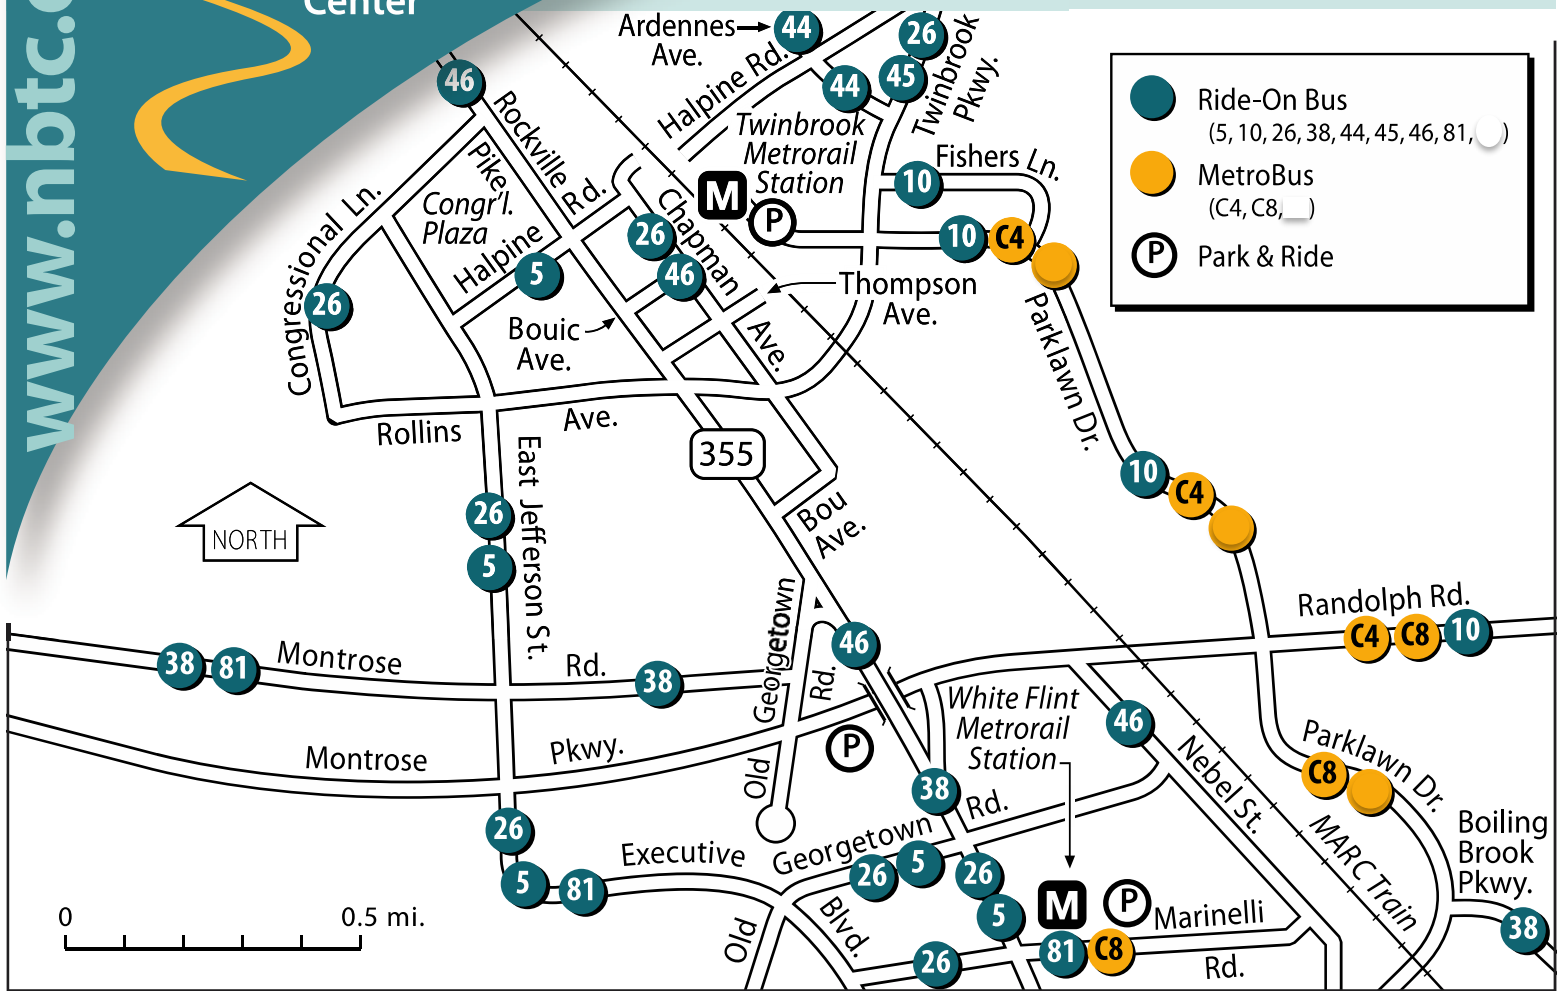 Center
www.nbtc.
Ardennes
Ave.
44
26
Halpine Rd.
44
45
Twinbrook
Pkwy.
46
Rockville
Pike
Twinbrook
Metrorail
Station
Fishers Ln.
10
M
P
Congr'l.
Plaza
Halpine
Rd.
Chapman
Ave.
26
46
5
10
C4
Congressional Ln.
26
Bouic
Ave.
Thompson
Ave.
Parklawn Dr.
Rollins
Ave.
355
Bou
Ave.
10
C4
East Jefferson St.
26
5
NORTH
Ride-On Bus
(5, 10, 26, 38, 44, 45, 46, 81, )
MetroBus
(C4, C8, )
P
Park & Ride
Randolph Rd.
C4
C8
10
38
81
Montrose
Rd.
38
Old
Georgetown
Rd.
46
P
White Flint
Metrorail
Station
46
Nebel St.
Montrose
Pkwy.
Parklawn Dr.
C8
MARC Train
Boiling
Brook
Pkwy.
38
38
26
5
81
Executive
Blvd.
Old
Georgetown
Rd.
26
5
26
5
M
P
Marinelli
Rd.
26
81
C8
0
0.5 mi.